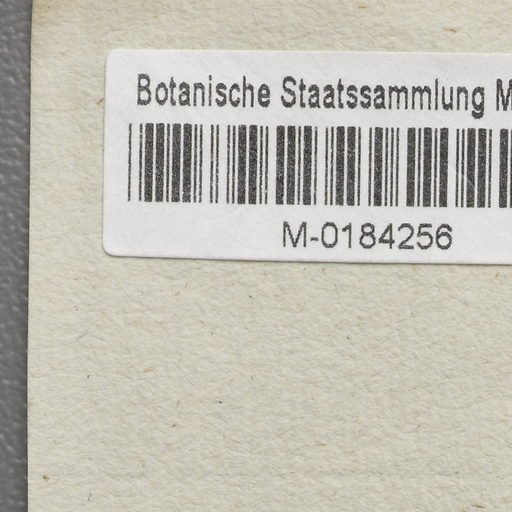 Botanische Staatssammlung M
M-0184256